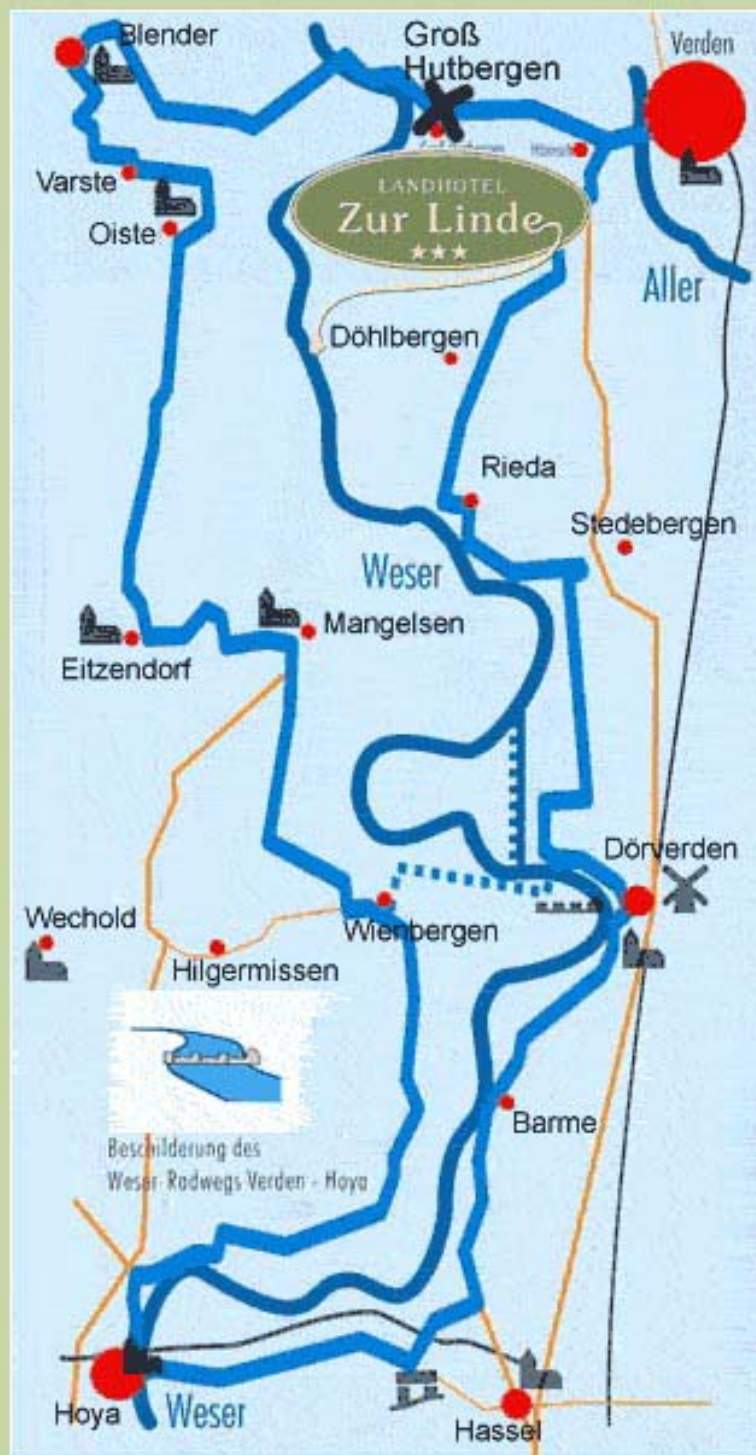 Blender
Groß
Hutbergen
Verden
Varste
Oiste
LANDHOTEL
Zur Linde
★★★
Aller
Döhlbergen
Rieda
Stedebergen
Weser
Mangelsen
Eitzendorf
Dörverden
Wechold
Wienbergen
Hilgermissen
Barme
Beschilderung des
Weser-Radwegs Verden - Hoya
Hoya
Weser
Hassel